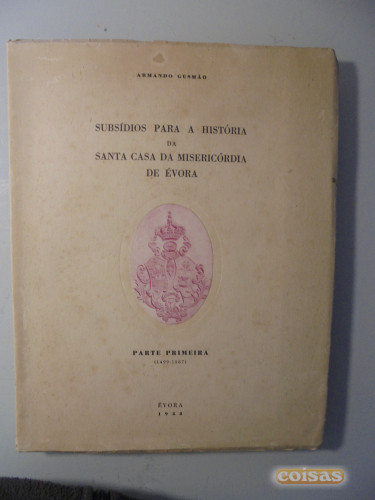 ARMANDO GUSMÃO
SUBSÍDIOS PARA A HISTÓRIA
DA
SANTA CASA DA MISERICÓRDIA
DE ÉVORA
PARTE PRIMEIRA
ÉVORA
coisas